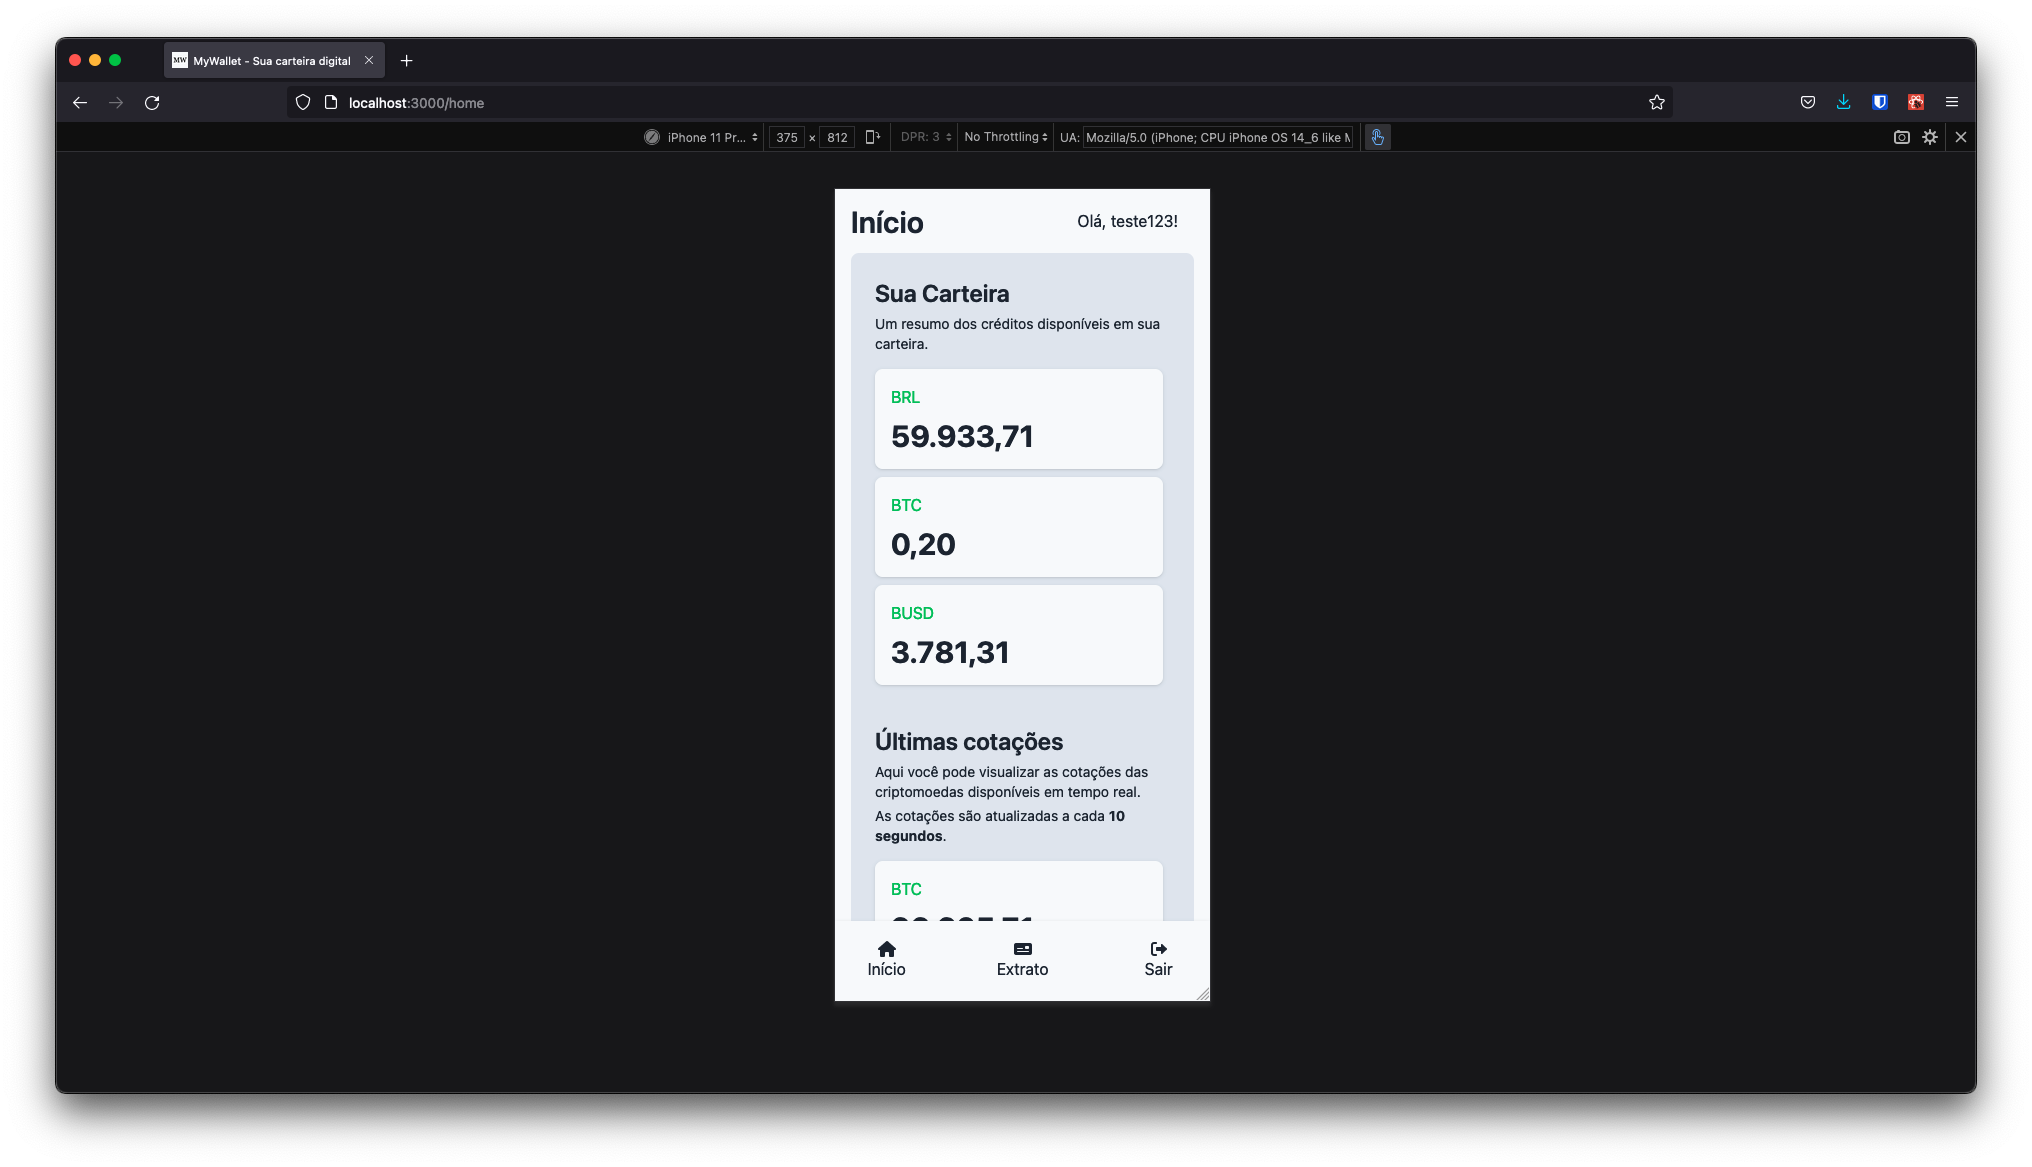 MW MyWallet - Sua carteira digital
localhost:3000/home
iPhone 11 Pr... 375 × 812 DPR: 3 No Throttling UA: Mozilla/5.0 (iPhone; CPU iPhone OS 14_6 like
Início
Olá, teste123!
Sua Carteira
Um resumo dos créditos disponíveis em sua
carteira.
BRL
59.933,71
BTC
0,20
BUSD
3.781,31
Últimas cotações
Aqui você pode visualizar as cotações das
criptomoedas disponíveis em tempo real.
As cotações são atualizadas a cada 10
segundos.
BTC
Início Extrato Sair